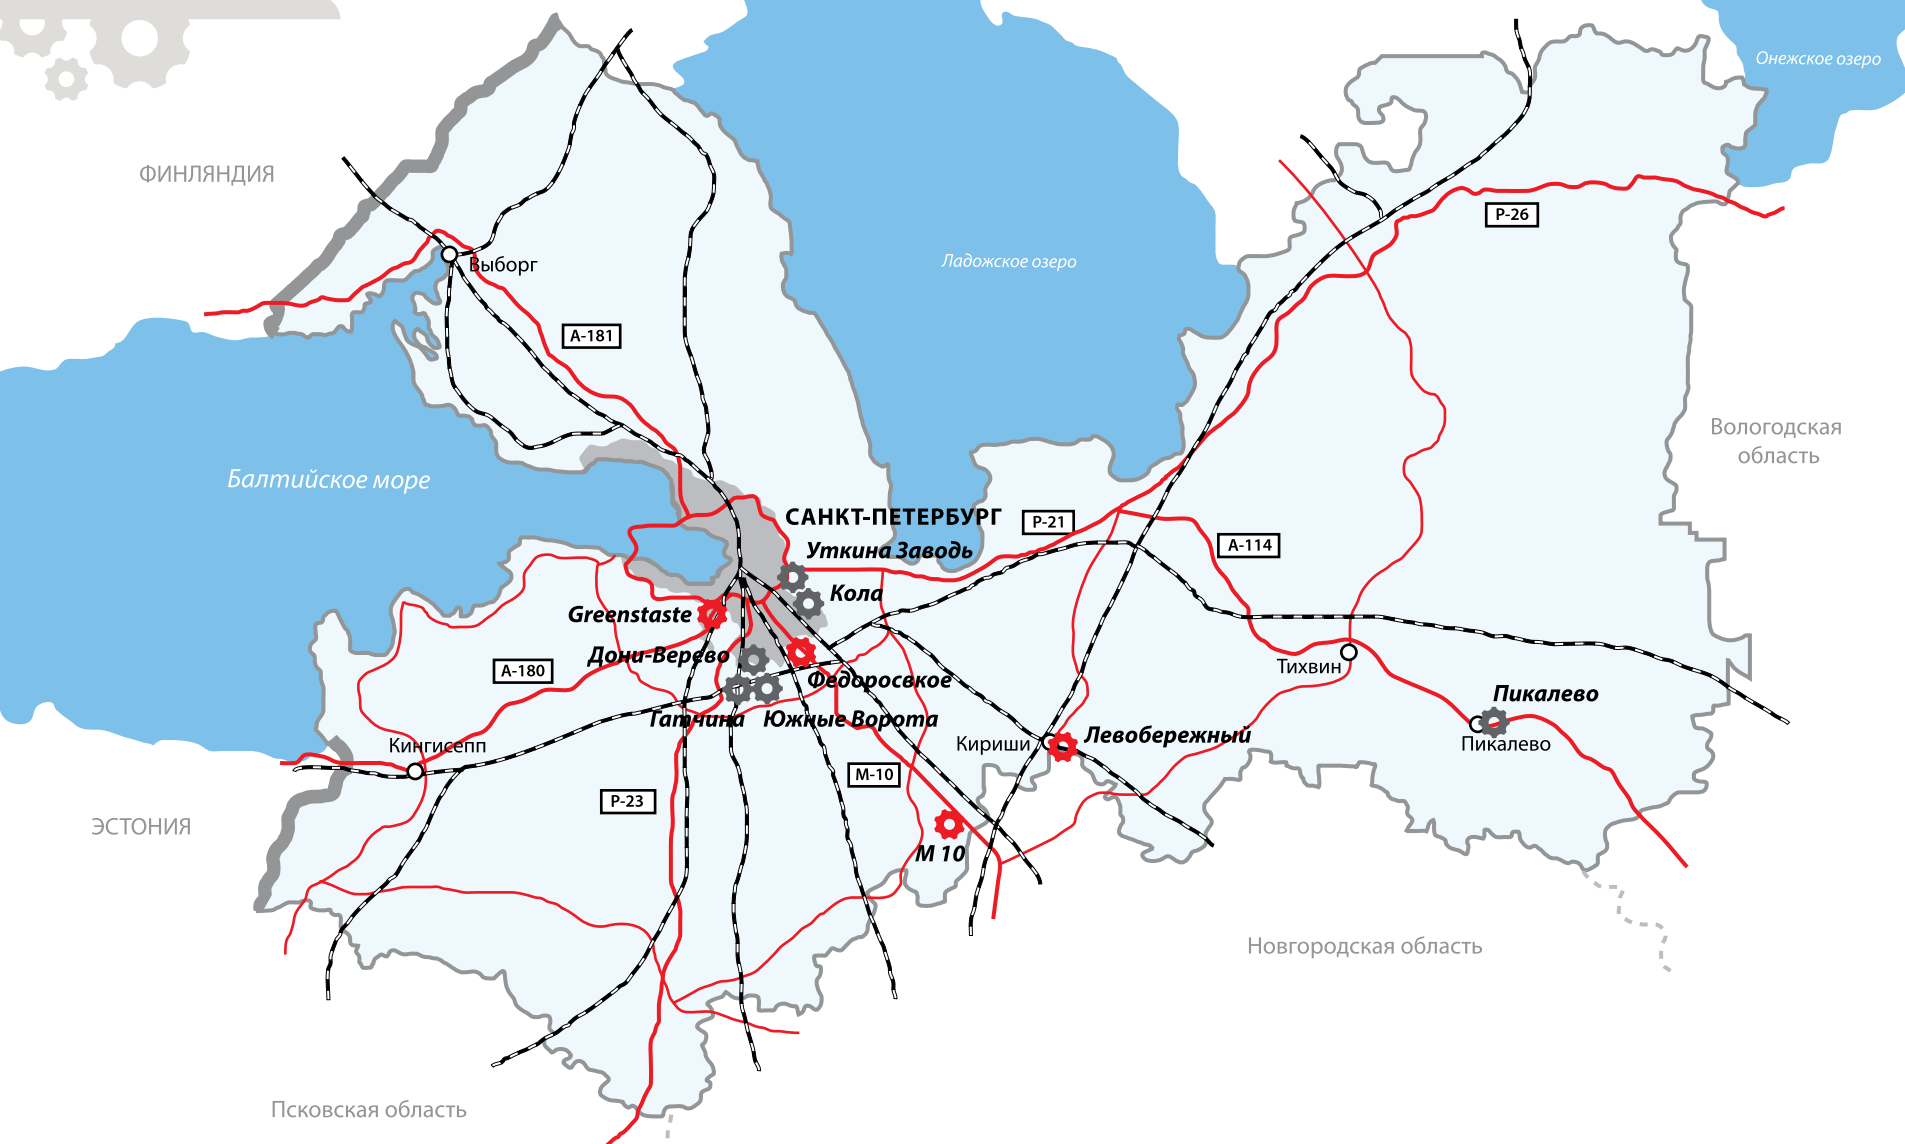 Онежское озеро
ФИНЛЯНДИЯ
Р-26
Выборг
Ладожское озеро
А-181
Вологодская
область
Балтийское море
САНКТ-ПЕТЕРБУРГ
Р-21
А-114
Уткина Заводь
Кола
Greenstaste
Дони-Верево
А-180
Федоросвкое
Тихвин
Пикалево
Гатчина
Южные Ворота
Левобережный
Кириши
Пикалево
Кингисепп
М-10
Р-23
ЭСТОНИЯ
М 10
Новгородская область
Псковская область